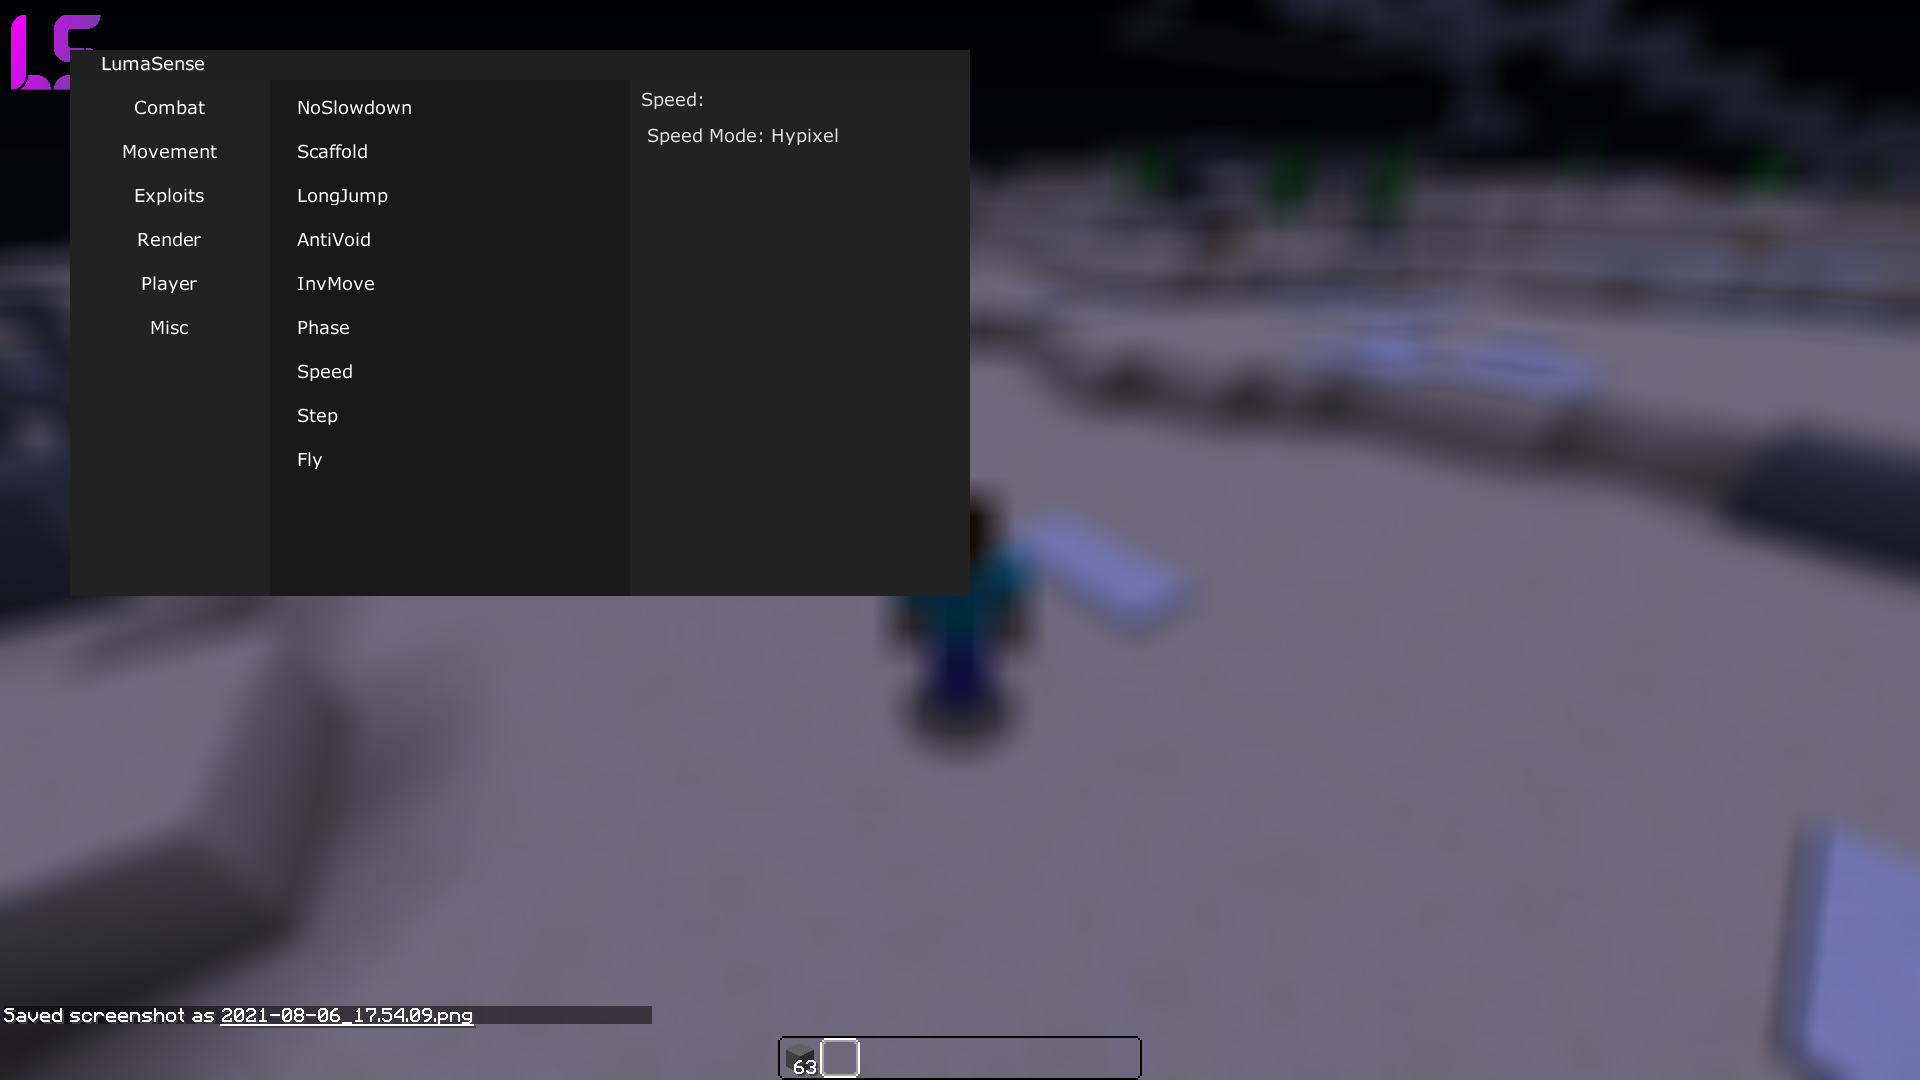 LS
LumaSense
Combat
Movement
Exploits
Render
Player
Misc
NoSlowdown
Scaffold
LongJump
AntiVoid
InvMove
Phase
Speed
Step
Fly
Speed:
Speed Mode: Hypixel
Saved screenshot as 2021-08-06_17.54.09.png
63